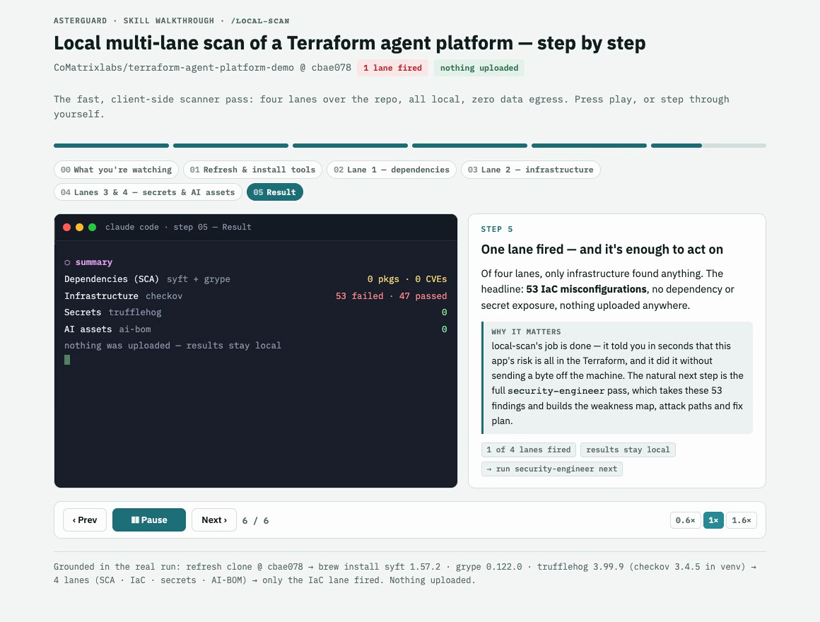 ASTERGUARD · SKILL WALKTHROUGH · /LOCAL-SCAN
Local multi-lane scan of a Terraform agent platform — step by step
CoMatrixlabs/terraform-agent-platform-demo @ cbae078 1 lane fired nothing uploaded
The fast, client-side scanner pass: four lanes over the repo, all local, zero data egress. Press play, or step through
yourself.
00 What you're watching 01 Refresh & install tools 02 Lane 1 — dependencies 03 Lane 2 — infrastructure
04 Lanes 3 & 4 — secrets & AI assets 05 Result
claude code · step 05 — Result
○ summary
Dependencies (SCA) syft + grype 0 pkgs · 0 CVEs
Infrastructure checkov 53 failed · 47 passed
Secrets trufflehog 0
AI assets ai-bom 0
nothing was uploaded — results stay local
STEP 5
One lane fired — and it's enough to act on
Of four lanes, only infrastructure found anything. The
headline: 53 IaC misconfigurations, no dependency or
secret exposure, nothing uploaded anywhere.
WHY IT MATTERS
local-scan's job is done — it told you in seconds that this
app's risk is all in the Terraform, and it did it without
sending a byte off the machine. The natural next step is the
full security-engineer pass, which takes these 53
findings and builds the weakness map, attack paths and fix
plan.
1 of 4 lanes fired results stay local
→ run security-engineer next
‹ Prev Pause Next › 6 / 6 0.6× 1× 1.6×
Grounded in the real run: refresh clone @ cbae078 → brew install syft 1.57.2 · grype 0.122.0 · trufflehog 3.99.9 (checkov 3.4.5 in venv) →
4 lanes (SCA · IaC · secrets · AI-BOM) → only the IaC lane fired. Nothing uploaded.